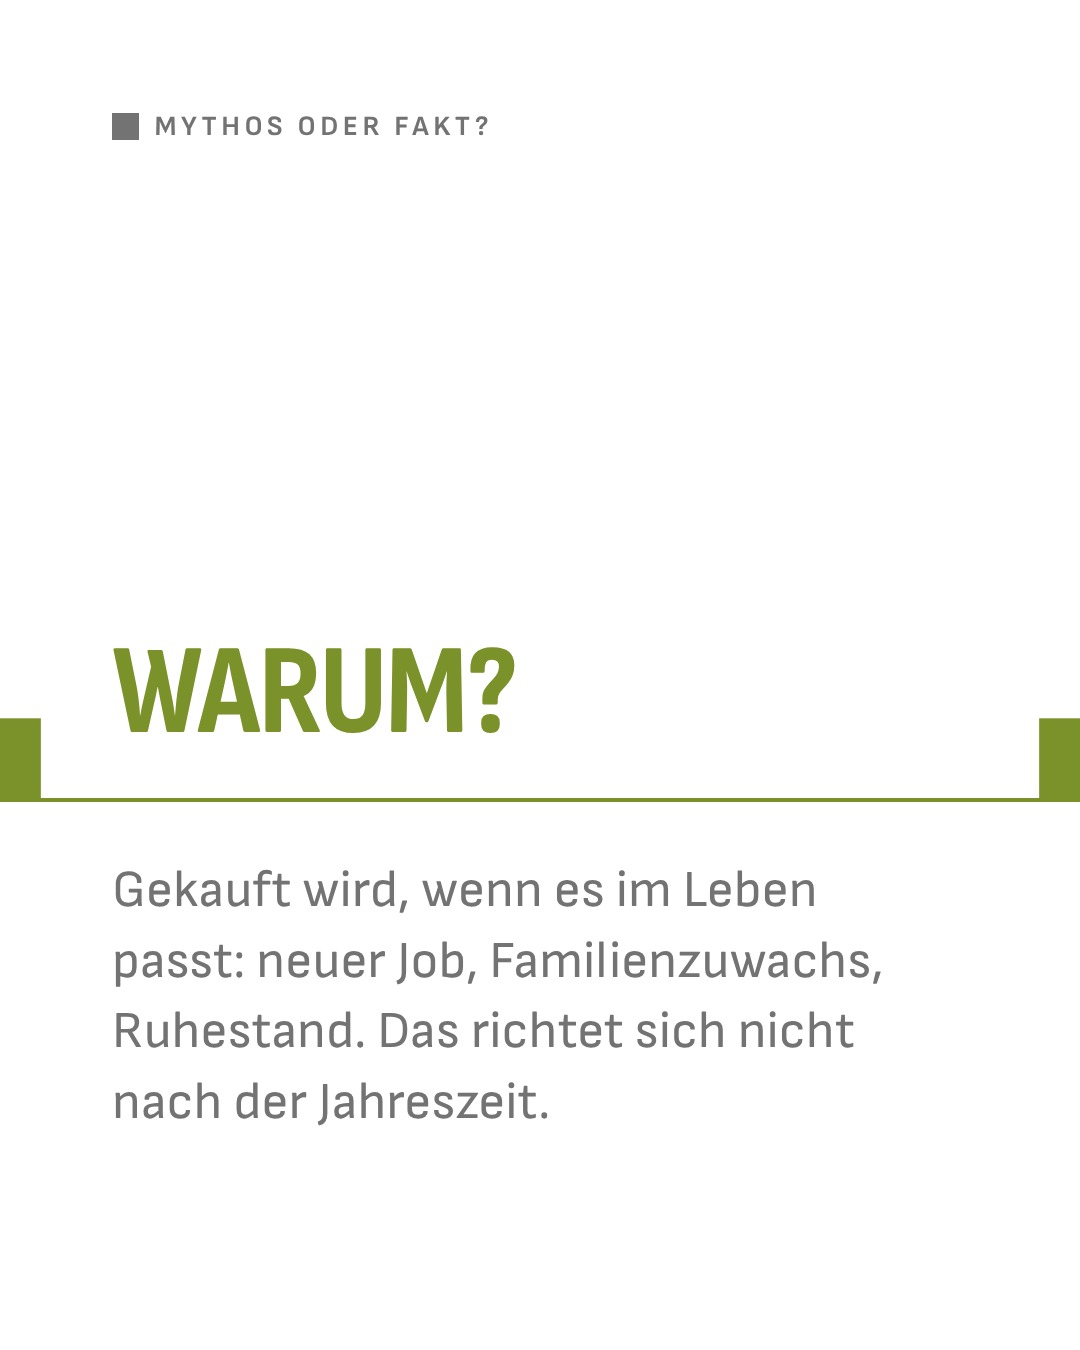 MYTHOS ODER FAKT?
WARUM?
Gekauft wird, wenn es im Leben
passt: neuer Job, Familienzuwachs,
Ruhestand. Das richtet sich nicht
nach der Jahreszeit.